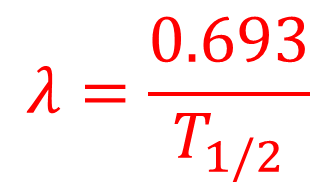 λ = 0.693 / T₁/₂